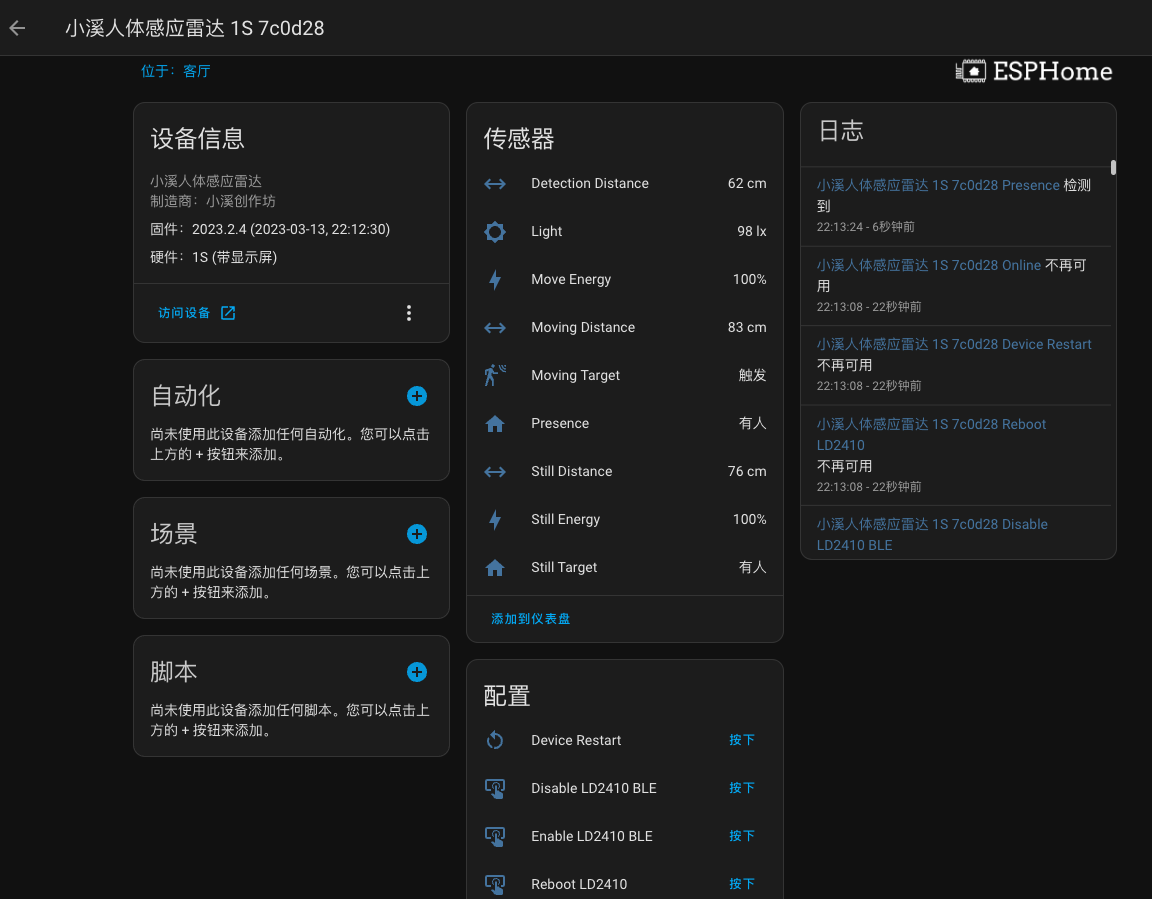 小溪人体感应雷达 1S 7c0d28
位于：客厅
ESPHome
设备信息
小溪人体感应雷达
制造商：小溪创作坊
固件：2023.2.4 (2023-03-13, 22:12:30)
硬件：1S (带显示屏)
访问设备
自动化
尚未使用此设备添加任何自动化。您可以点击
上方的 + 按钮来添加。
场景
尚未使用此设备添加任何场景。您可以点击上
方的 + 按钮来添加。
脚本
尚未使用此设备添加任何脚本。您可以点击上
方的 + 按钮来添加。
传感器
Detection Distance 62 cm
Light 98 lx
Move Energy 100%
Moving Distance 83 cm
Moving Target 触发
Presence 有人
Still Distance 76 cm
Still Energy 100%
Still Target 有人
添加到仪表盘
配置
Device Restart 按下
Disable LD2410 BLE 按下
Enable LD2410 BLE 按下
Reboot LD2410 按下
日志
小溪人体感应雷达 1S 7c0d28 Presence 检测
到
22:13:24 - 6秒钟前
小溪人体感应雷达 1S 7c0d28 Online 不再可
用
22:13:08 - 22秒钟前
小溪人体感应雷达 1S 7c0d28 Device Restart
不再可用
22:13:08 - 22秒钟前
小溪人体感应雷达 1S 7c0d28 Reboot
LD2410
不再可用
22:13:08 - 22秒钟前
小溪人体感应雷达 1S 7c0d28 Disable
LD2410 BLE